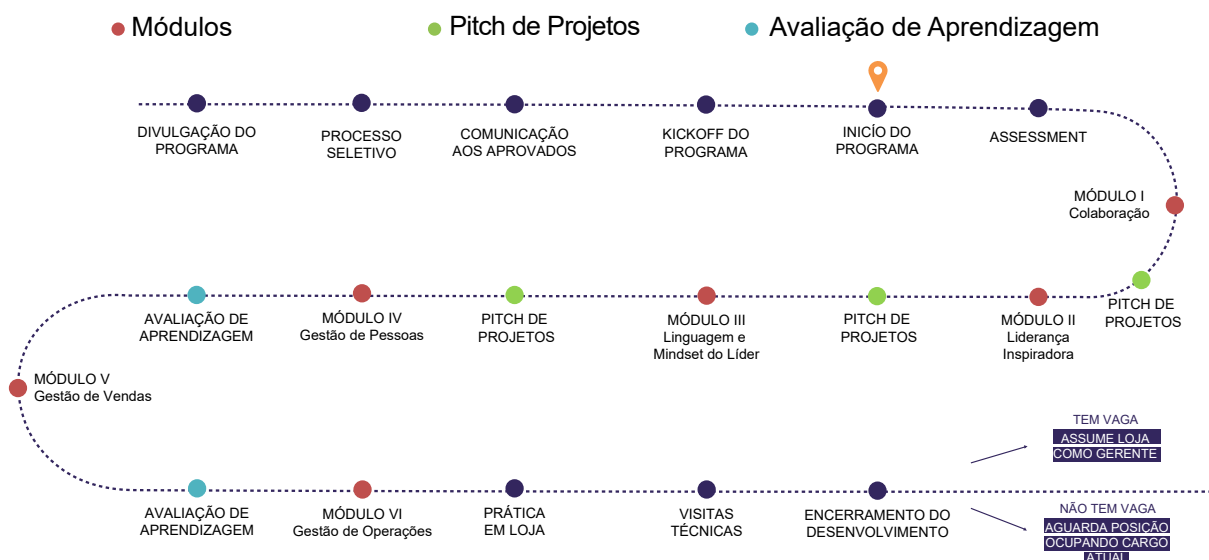 Módulos
Pitch de Projetos
Avaliação de Aprendizagem
DIVULGAÇÃO DO
PROGRAMA
PROCESSO
SELETIVO
COMUNICAÇÃO
AOS APROVADOS
KICKOFF DO
PROGRAMA
INICÍO DO
PROGRAMA
ASSESSMENT
MÓDULO I
Colaboração
PITCH DE
PROJETOS
MÓDULO II
Liderança
Inspiradora
PITCH DE
PROJETOS
MÓDULO III
Linguagem e
Mindset do Líder
PITCH DE
PROJETOS
MÓDULO IV
Gestão de Pessoas
AVALIAÇÃO DE
APRENDIZAGEM
MÓDULO V
Gestão de Vendas
AVALIAÇÃO DE
APRENDIZAGEM
MÓDULO VI
Gestão de Operações
PRÁTICA
EM LOJA
VISITAS
TÉCNICAS
ENCERRAMENTO DO
DESENVOLVIMENTO
TEM VAGA
ASSUME LOJA
COMO GERENTE
NÃO TEM VAGA
AGUARDA POSIÇÃO
OCUPANDO CARGO
ATUAL